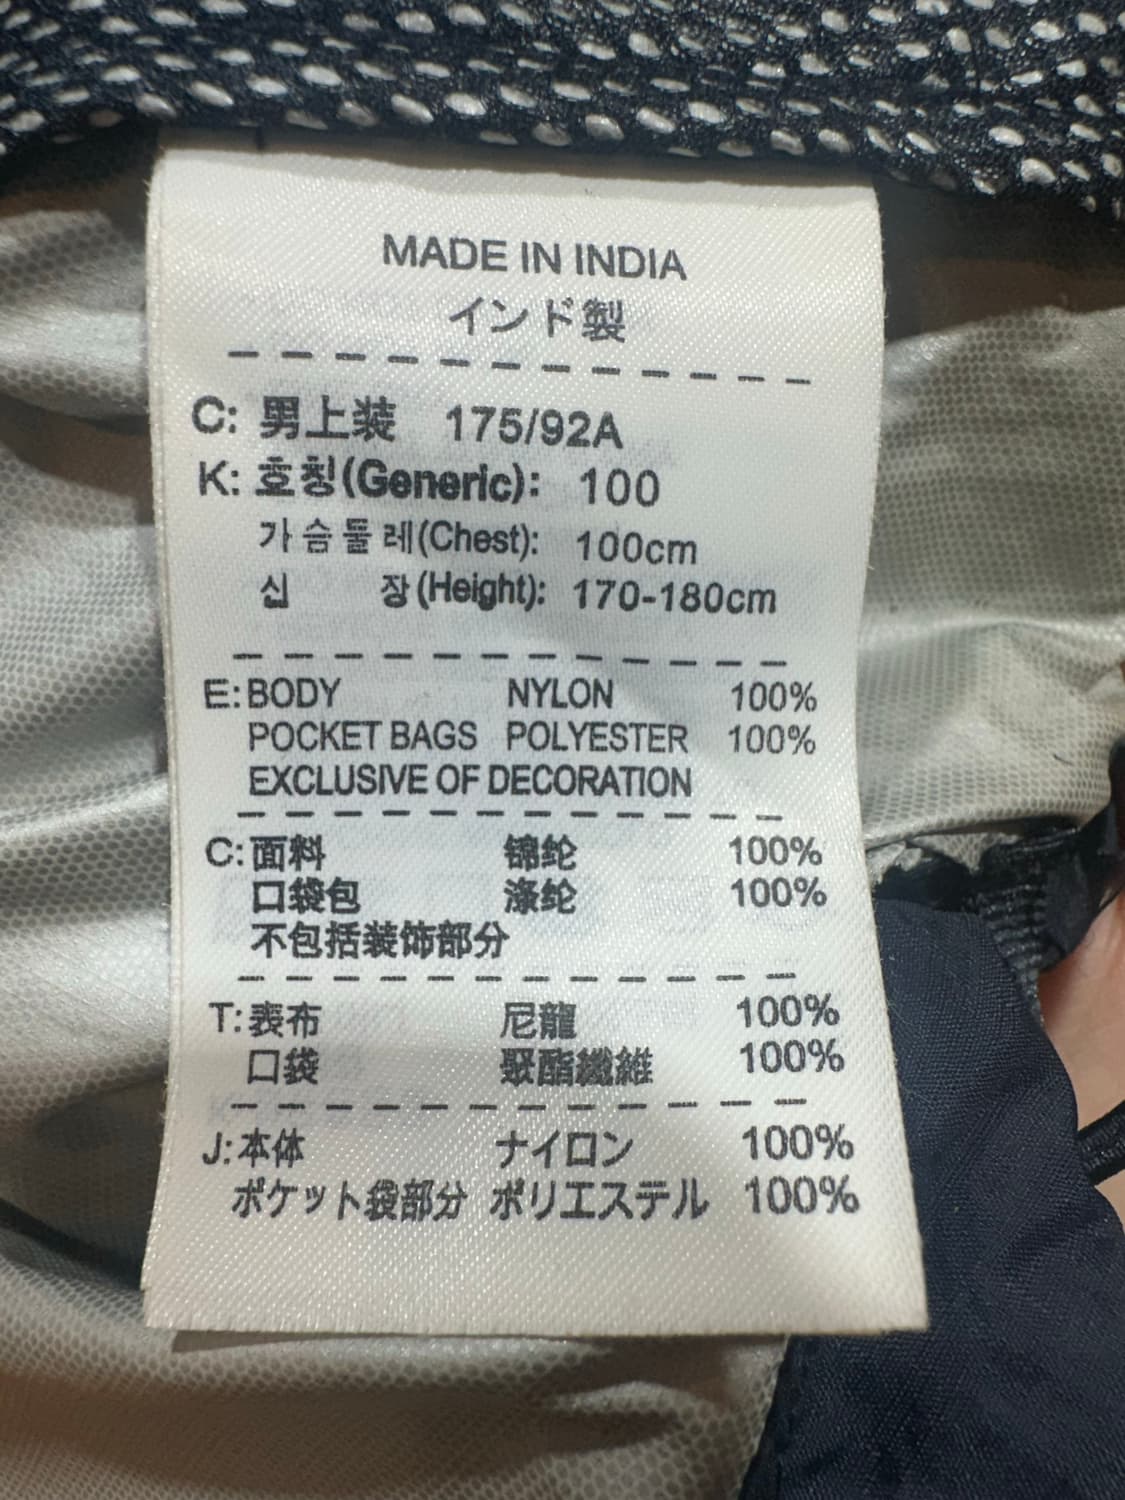 MADE IN INDIA
インド製
C: 男上装 175/92A
K: 호칭(Generic): 100
가슴둘레(Chest): 100cm
신 장(Height): 170-180cm
E: BODY NYLON 100%
POCKET BAGS POLYESTER 100%
EXCLUSIVE OF DECORATION
C: 面料 锦纶 100%
口袋包 涤纶 100%
不包括装饰部分
T: 表布 尼龍 100%
口袋 聚酯纖維 100%
J: 本体 ナイロン 100%
ポケット袋部分 ポリエステル 100%